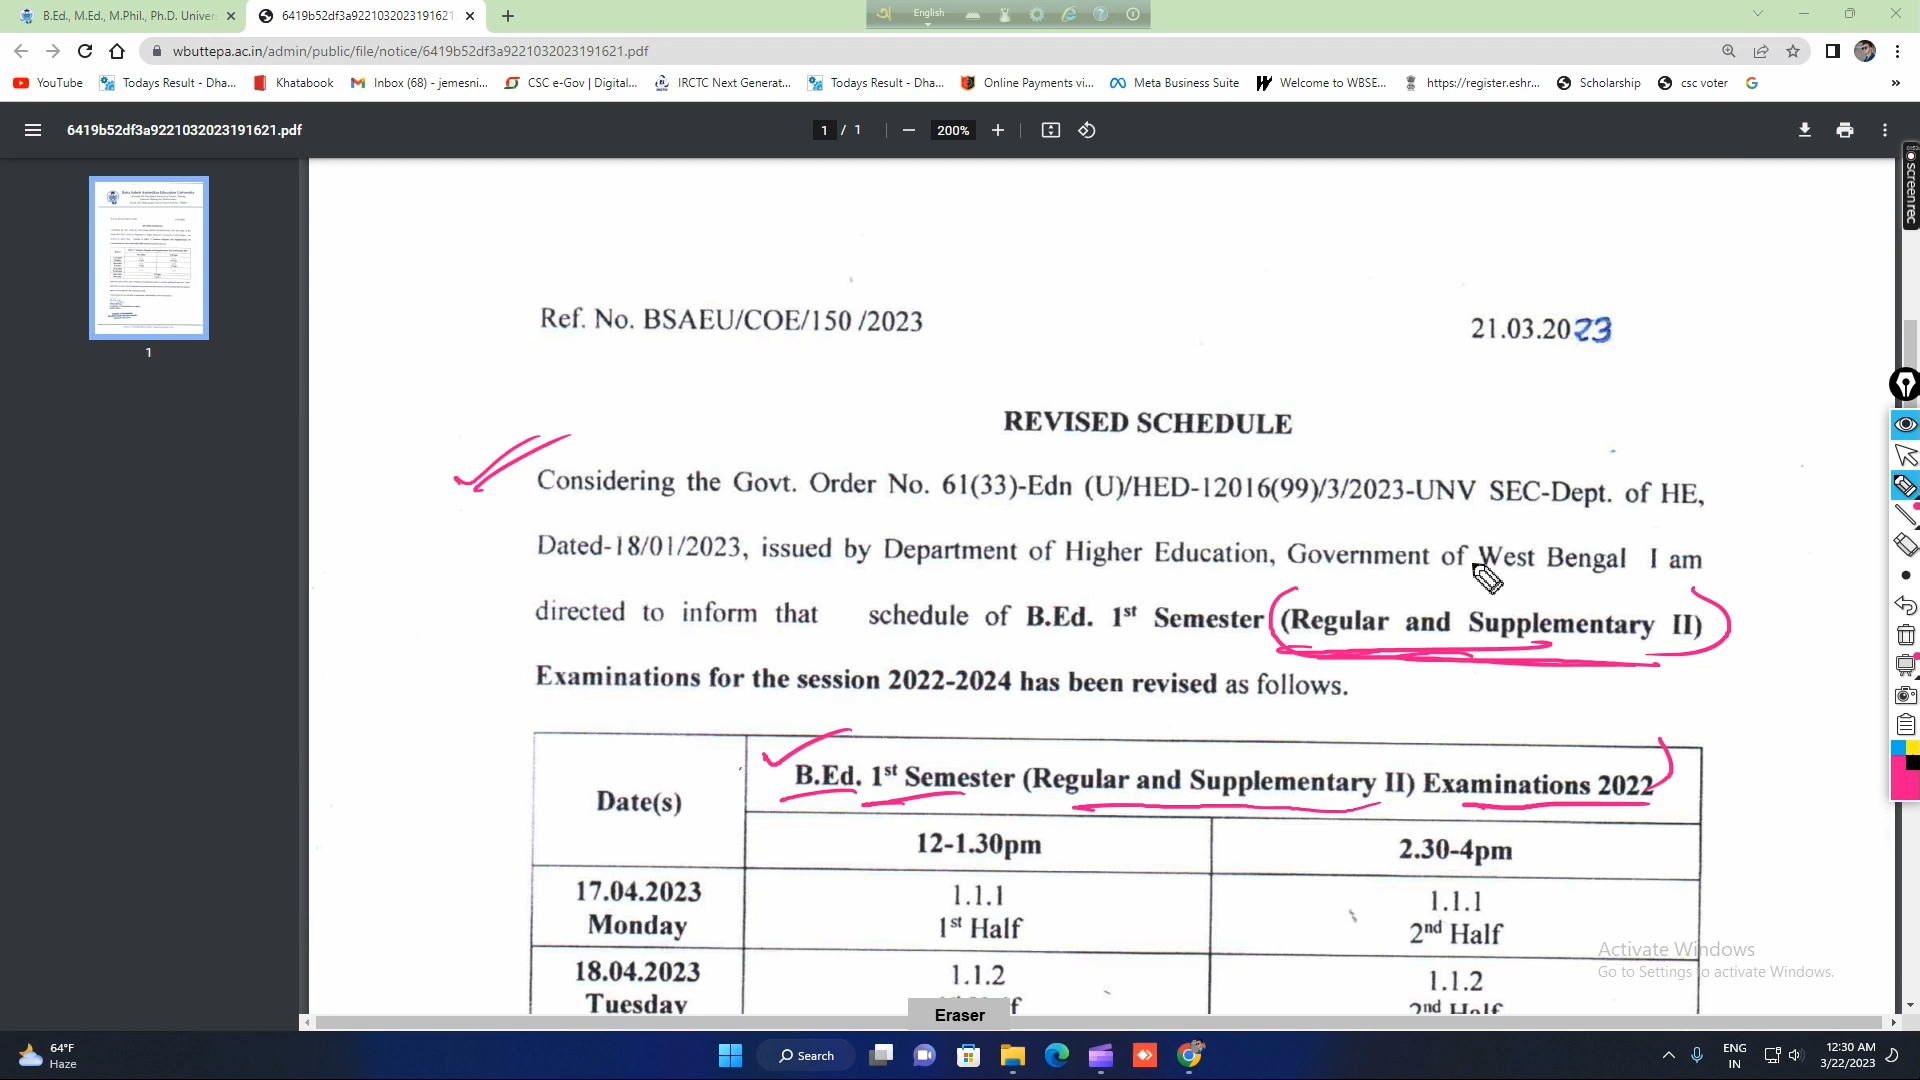 B.Ed., M.Ed., M.Phil., Ph.D. Univer
6419b52df3a9221032023191621.
English
wbuttepa.ac.in/admin/public/file/notice/6419b52df3a9221032023191621.pdf
YouTube
Todays Result - Dha...
Khatabook
Inbox (68) - jemesni...
CSC e-Gov | Digital...
IRCTC Next Generat...
Todays Result - Dha...
Online Payments vi...
Meta Business Suite
Welcome to WBSE...
https://register.eshr...
Scholarship
csc voter
»
6419b52df3a9221032023191621.pdf
1 / 1
200%
screenrec
1
Ref. No. BSAEU/COE/150 /2023
21.03.2023
REVISED SCHEDULE
Considering the Govt. Order No. 61(33)-Edn (U)/HED-12016(99)/3/2023-UNV SEC-Dept. of HE,
Dated-18/01/2023, issued by Department of Higher Education, Government of West Bengal I am
directed to inform that schedule of B.Ed. 1st Semester (Regular and Supplementary II)
Examinations for the session 2022-2024 has been revised as follows.
Date(s)
B.Ed. 1st Semester (Regular and Supplementary II) Examinations 2022
12-1.30pm
2.30-4pm
17.04.2023
Monday
1.1.1
1st Half
1.1.1
2nd Half
18.04.2023
Tuesday
1.1.2
1.1.2
2nd Half
Activate Windows
Go to Settings to activate Windows.
Eraser
64°F
Haze
Search
ENG
IN
12:30 AM
3/22/2023